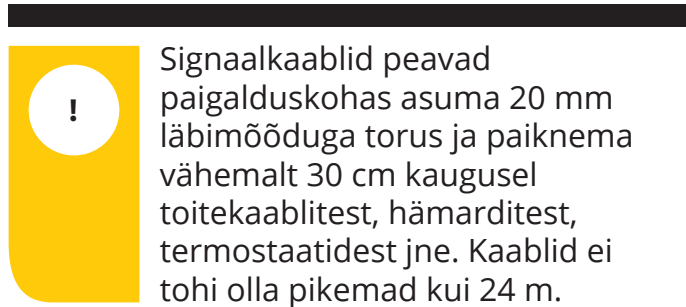 !
Signaalkaablid peavad
paigalduskohas asuma 20 mm
läbimõõduga torus ja paiknema
vähemalt 30 cm kaugusel
toitekaablitest, hämarditest,
termostaatidest jne. Kaablid ei
tohi olla pikemad kui 24 m.